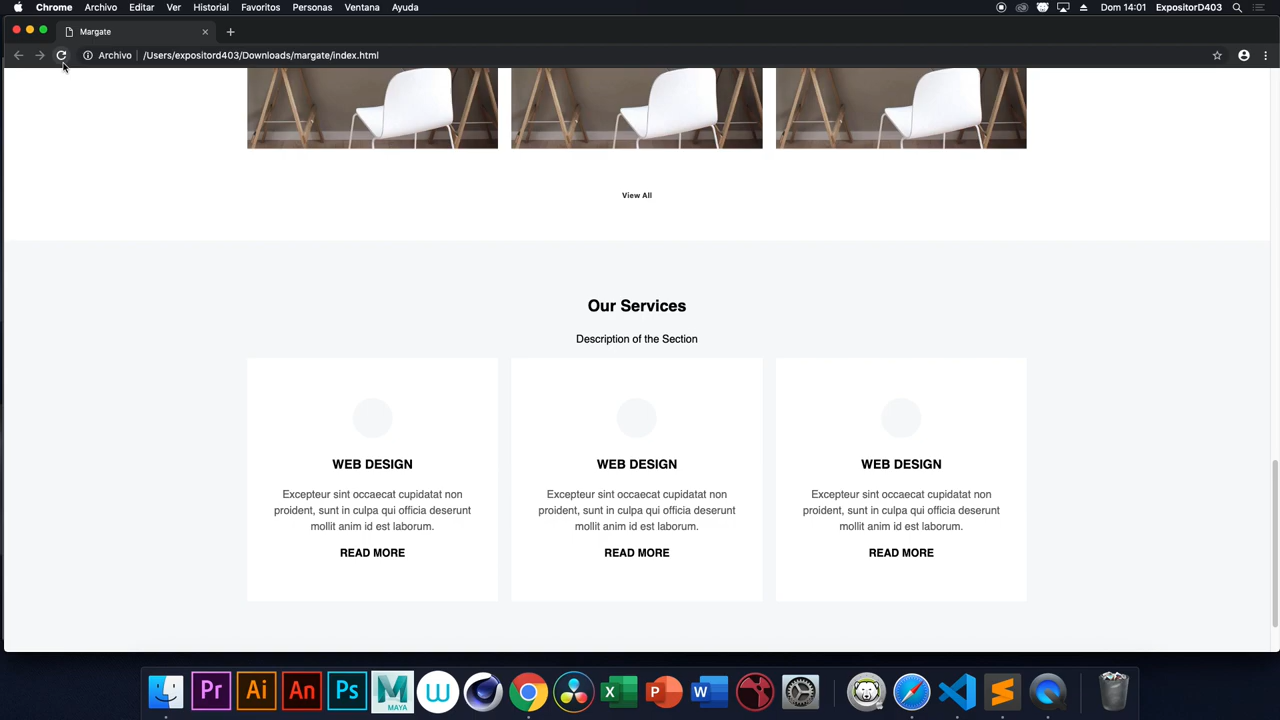 Chrome Archivo Editar Ver Historial Favoritos Personas Ventana Ayuda Dom 14:01 ExpositorD403
Margate
Archivo /Users/expositord403/Downloads/margate/index.html
View All
Our Services
Description of the Section
WEB DESIGN WEB DESIGN WEB DESIGN
Excepteur sint occaecat cupidatat non Excepteur sint occaecat cupidatat non Excepteur sint occaecat cupidatat non
proident, sunt in culpa qui officia deserunt proident, sunt in culpa qui officia deserunt proident, sunt in culpa qui officia deserunt
mollit anim id est laborum. mollit anim id est laborum. mollit anim id est laborum.
READ MORE READ MORE READ MORE
Pr Ai An Ps M MAYA W X P W